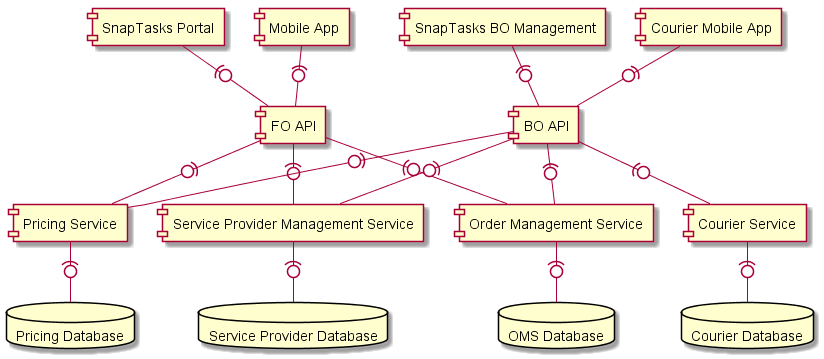 SnapTasks Portal
Mobile App
SnapTasks BO Management
Courier Mobile App
FO API
BO API
Pricing Service
Service Provider Management Service
Order Management Service
Courier Service
Pricing Database
Service Provider Database
OMS Database
Courier Database